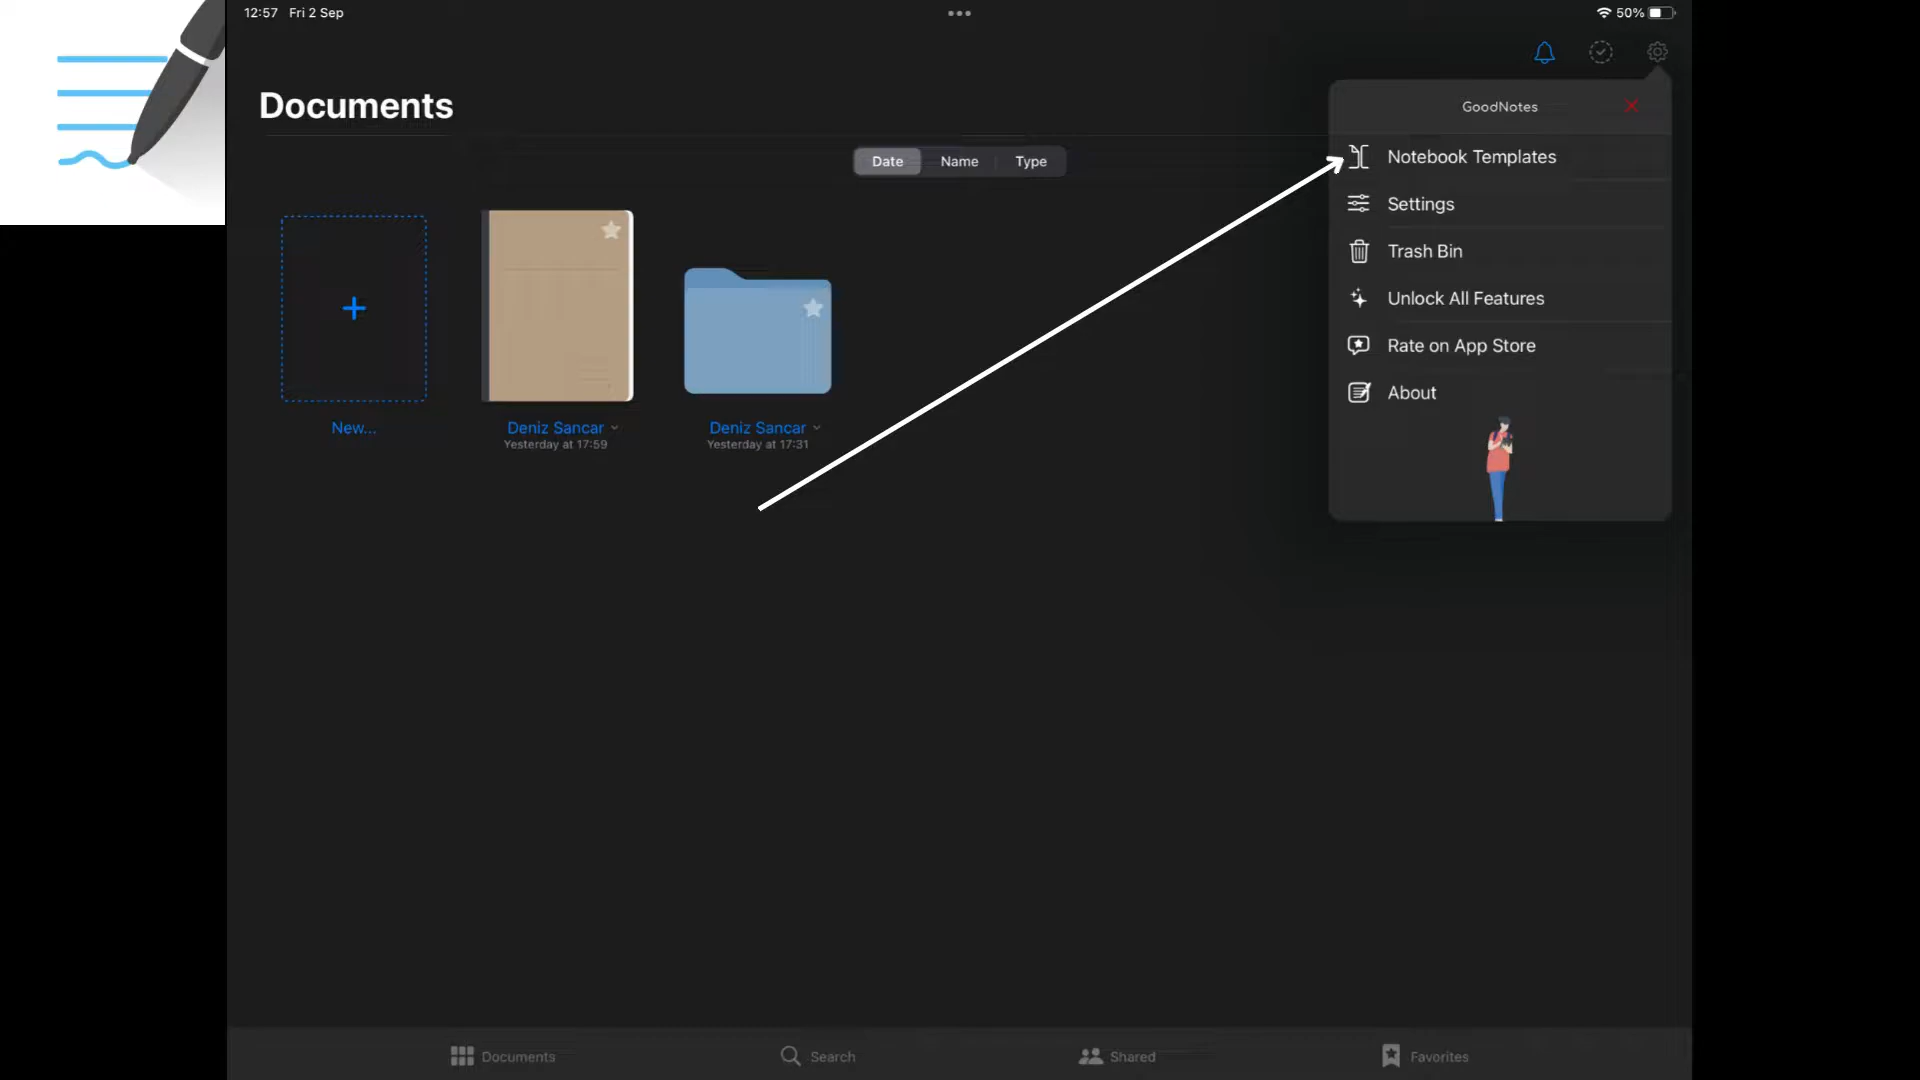 12:57 Fri 2 Sep
50%
Documents
GoodNotes
Date Name Type
Notebook Templates
Settings
Trash Bin
Unlock All Features
Rate on App Store
About
New...
Deniz Sancar
Yesterday at 17:59
Deniz Sancar
Yesterday at 17:31
Documents
Search
Shared
Favorites